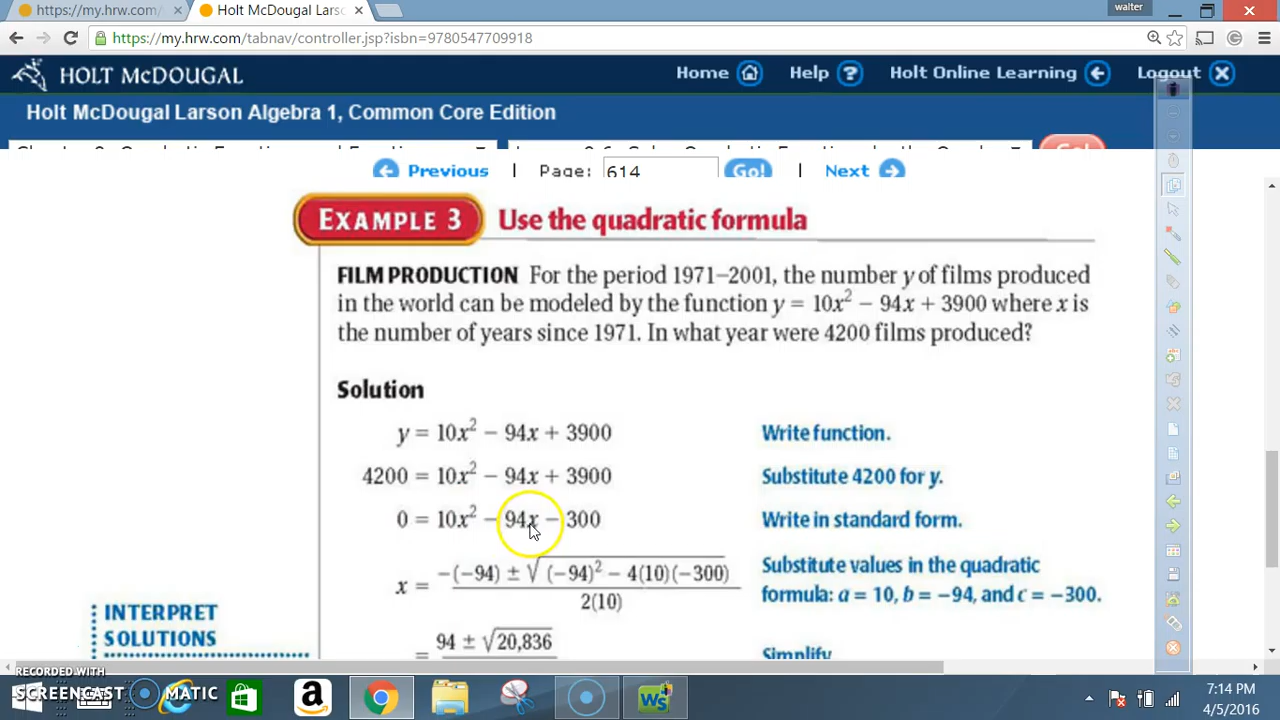 https://my.hrw.com/tabnav/
Holt McDougal Lars
walter
https://my.hrw.com/tabnav/controller.jsp?isbn=9780547709918
HOLT MCDOUGAL
Home
Help
Holt Online Learning
Logout
Holt McDougal Larson Algebra 1, Common Core Edition
Previous | Page: 614 Go! | Next
EXAMPLE 3 Use the quadratic formula
FILM PRODUCTION For the period 1971–2001, the number y of films produced
in the world can be modeled by the function y = 10x² − 94x + 3900 where x is
the number of years since 1971. In what year were 4200 films produced?
Solution
y = 10x² − 94x + 3900 Write function.
4200 = 10x² − 94x + 3900 Substitute 4200 for y.
0 = 10x² − 94x − 300 Write in standard form.
x = −(−94) ± √(−94)² − 4(10)(−300) / 2(10)
Substitute values in the quadratic
formula: a = 10, b = −94, and c = −300.
INTERPRET
SOLUTIONS
= 94 ± √20,836
Simplify
RECORDED WITH
SCREENCAST MATIC
7:14 PM
4/5/2016